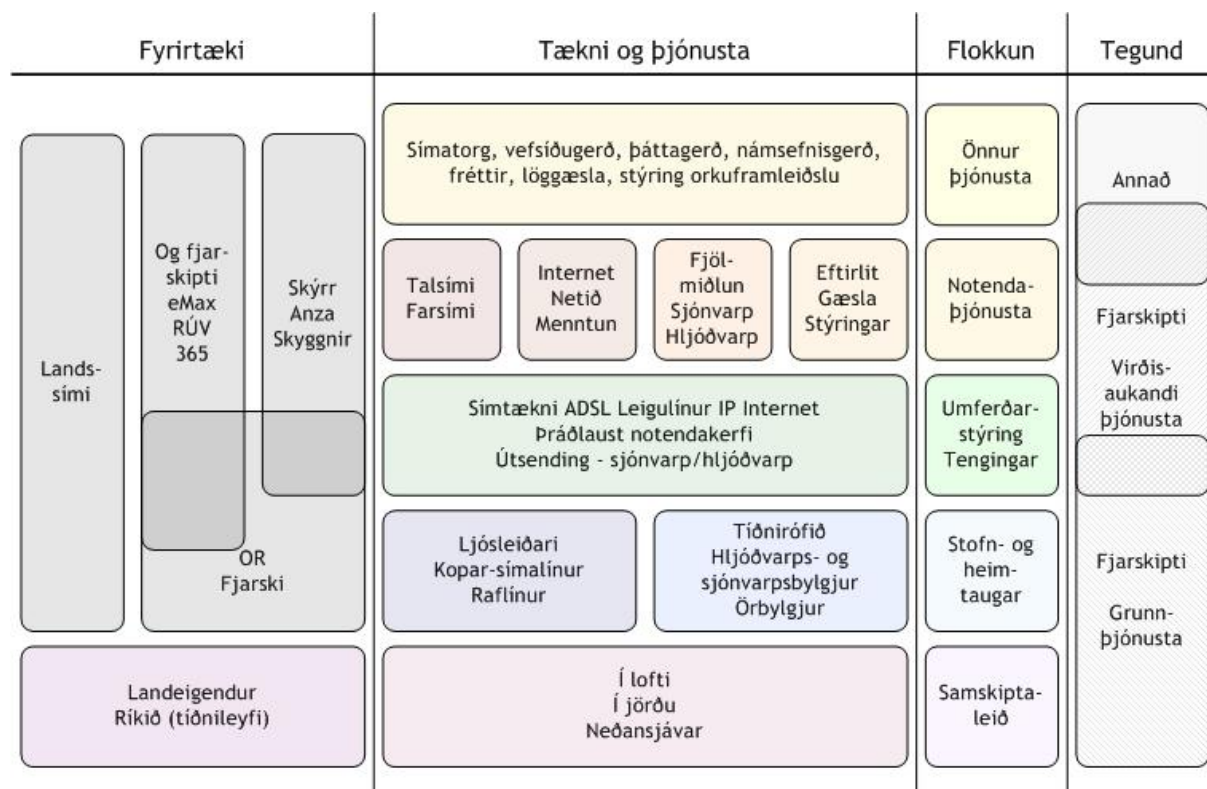 Fyrirtæki
Tækni og þjónusta
Flokkun
Tegund
Lands-
sími
Og fjar-
skipti
eMax
RÚV
365
Skýrr
Anza
Skyggnir
OR
Fjarski
Landeigendur
Ríkið (tíðnileyfi)
Símatorg, vefsíðugerð, þáttagerð, námsefnisgerð,
fréttir, löggæsla, stýring orkuframleiðslu
Talsími
Farsími
Internet
Netið
Menntun
Fjöl-
miðlun
Sjónvarp
Hljóðvarp
Eftirlit
Gæsla
Stýringar
Símtækni ADSL Leigulínur IP Internet
Þráðlaust notendakerfi
Útsending - sjónvarp/hljóðvarp
Ljósleiðari
Kopar-símalínur
Raflínur
Tíðnirófið
Hljóðvarps- og
sjónvarpsbylgjur
Örbylgjur
Í lofti
Í jörðu
Neðansjávar
Önnur
þjónusta
Notenda-
þjónusta
Umferðar-
stýring
Tengingar
Stofn- og
heim-
taugar
Samskipta-
leið
Annað
Fjarskipti
Virðis-
aukandi
þjónusta
Fjarskipti
Grunn-
þjónusta